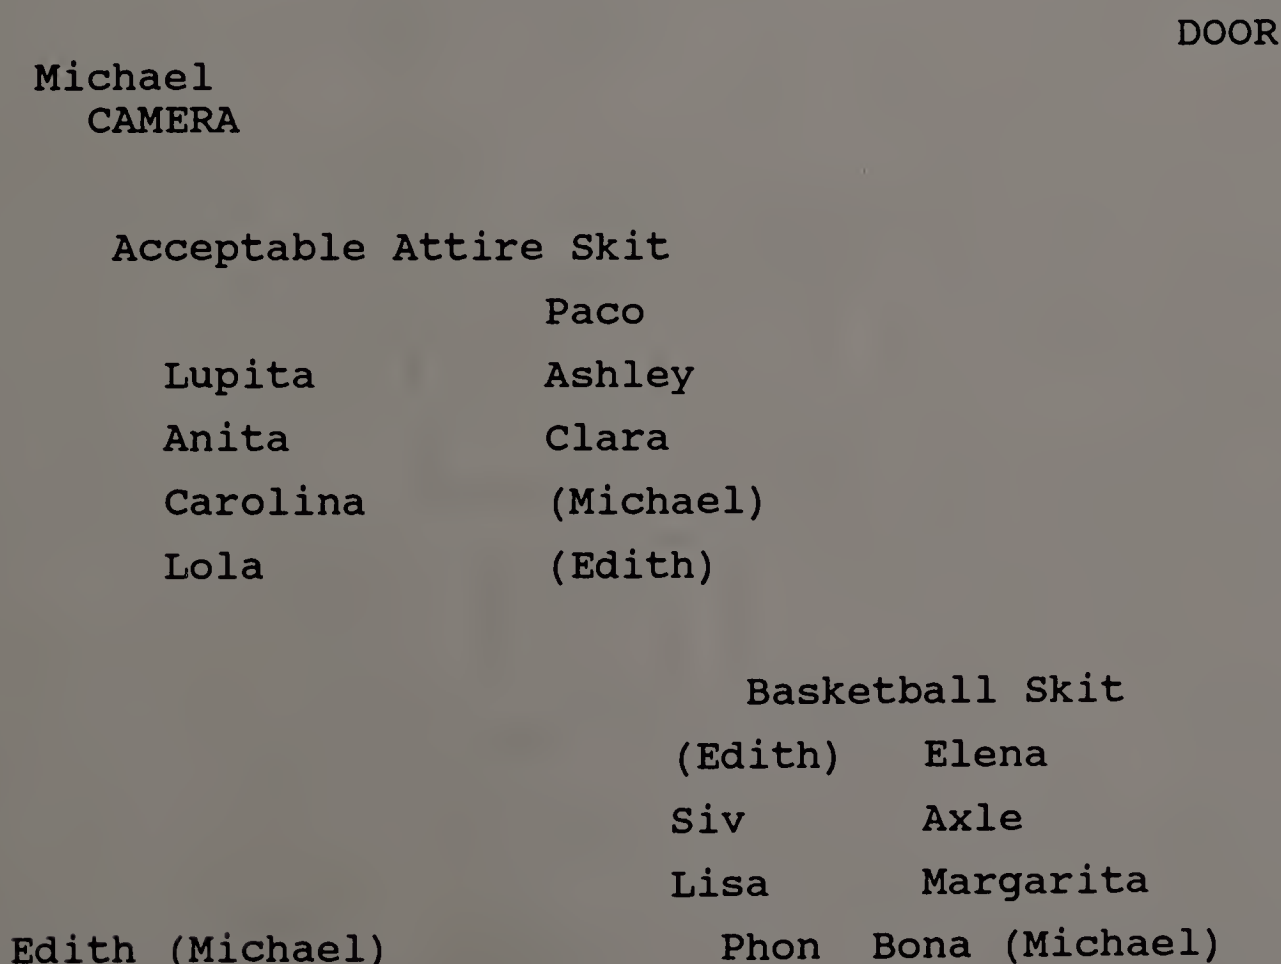 DOOR
Michael
CAMERA
Acceptable Attire Skit
Paco
Lupita Ashley
Anita Clara
Carolina (Michael)
Lola (Edith)
Basketball Skit
(Edith) Elena
Siv Axle
Lisa Margarita
Edith (Michael) Phon Bona (Michael)